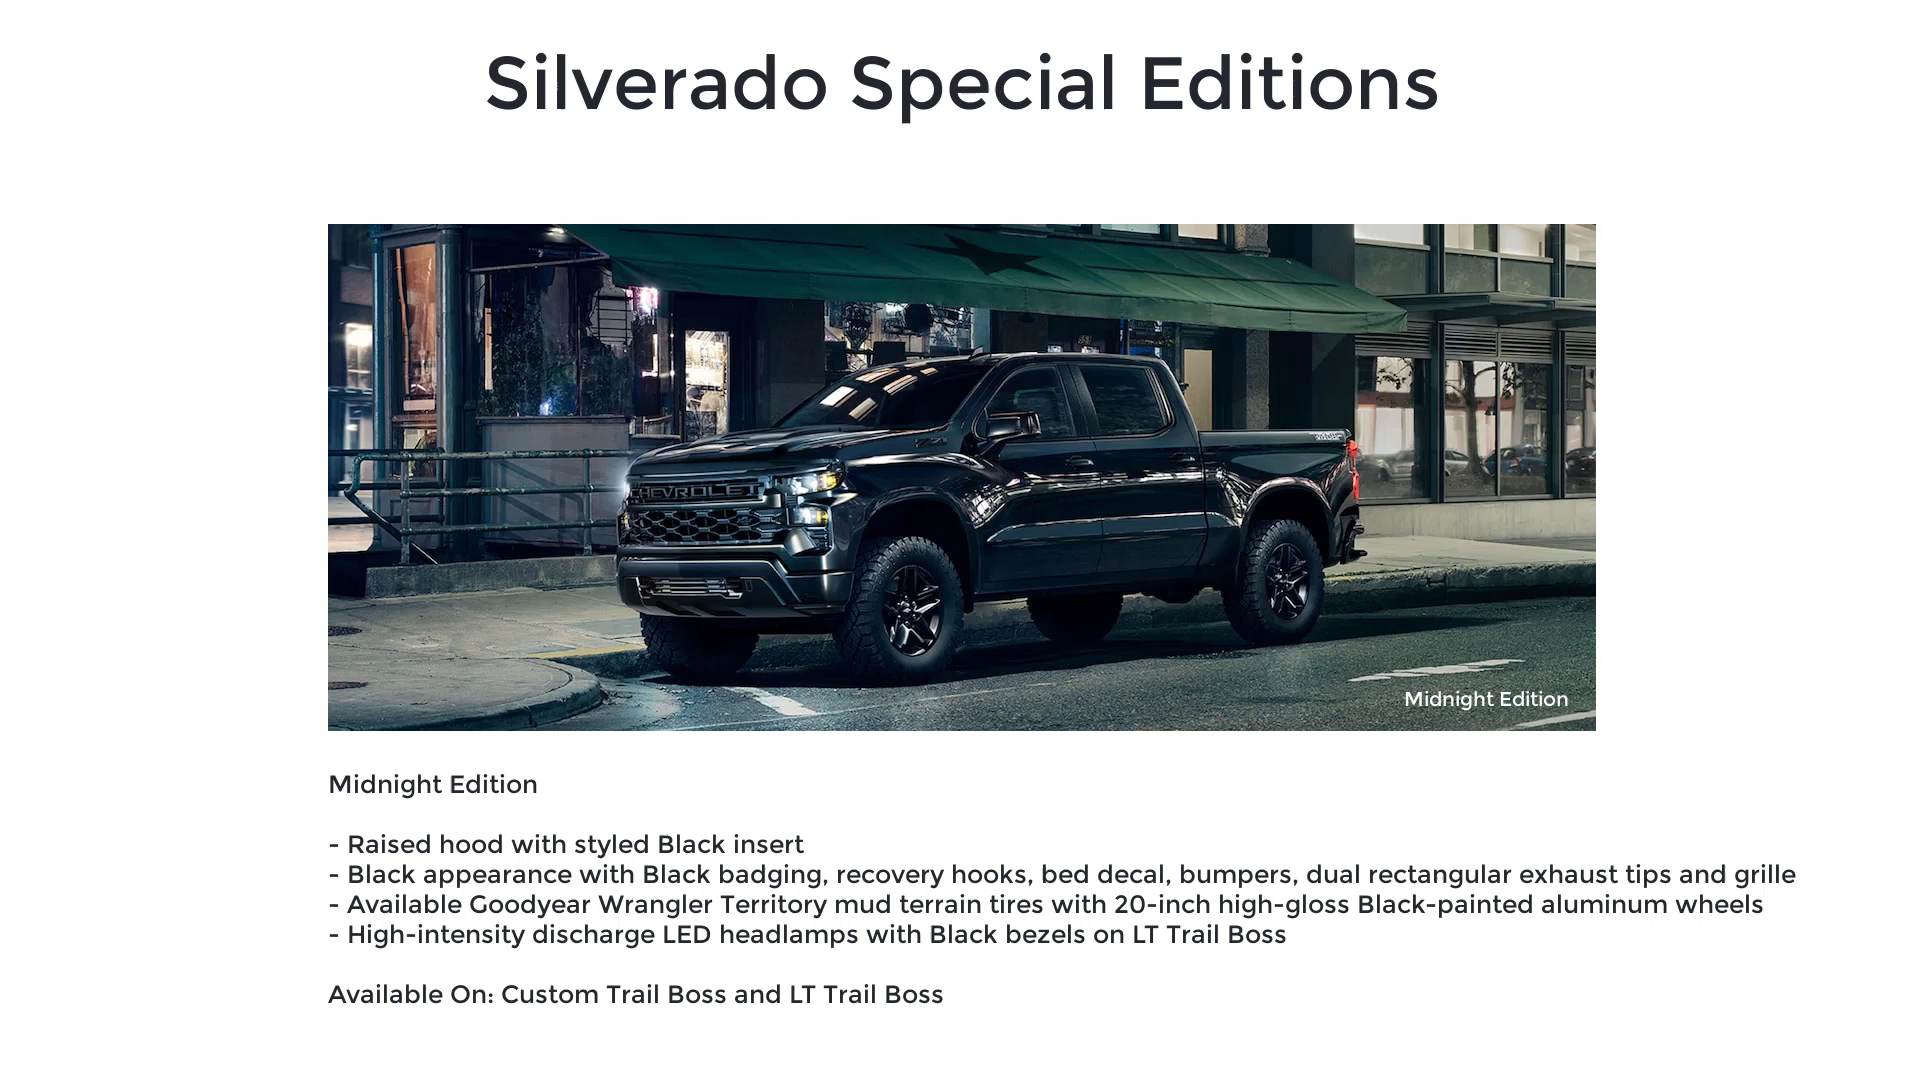 Silverado Special Editions
CHEVROLET
Midnight Edition
Midnight Edition
- Raised hood with styled Black insert
- Black appearance with Black badging, recovery hooks, bed decal, bumpers, dual rectangular exhaust tips and grille
- Available Goodyear Wrangler Territory mud terrain tires with 20-inch high-gloss Black-painted aluminum wheels
- High-intensity discharge LED headlamps with Black bezels on LT Trail Boss
Available On: Custom Trail Boss and LT Trail Boss